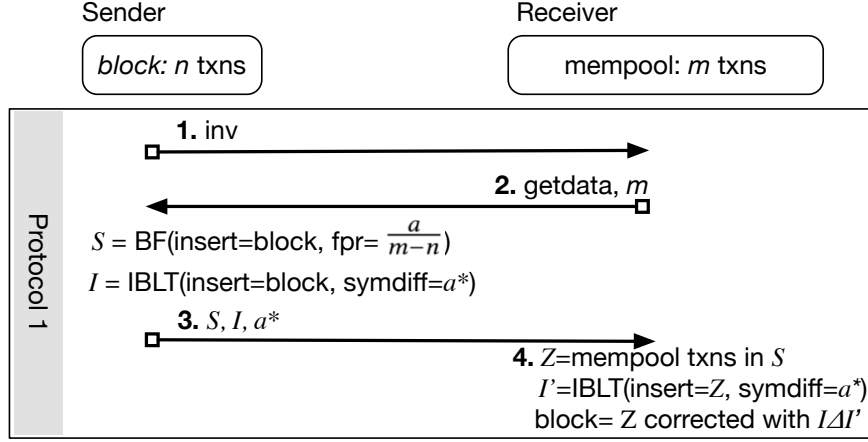 Sender
Receiver
block: n txns
mempool: m txns
Protocol 1
1. inv
2. getdata, m
S = BF(insert=block, fpr= a/(m−n))
I = IBLT(insert=block, symdiff=a*)
3. S, I, a*
4. Z=mempool txns in S
I'=IBLT(insert=Z, symdiff=a*)
block= Z corrected with IΔI'